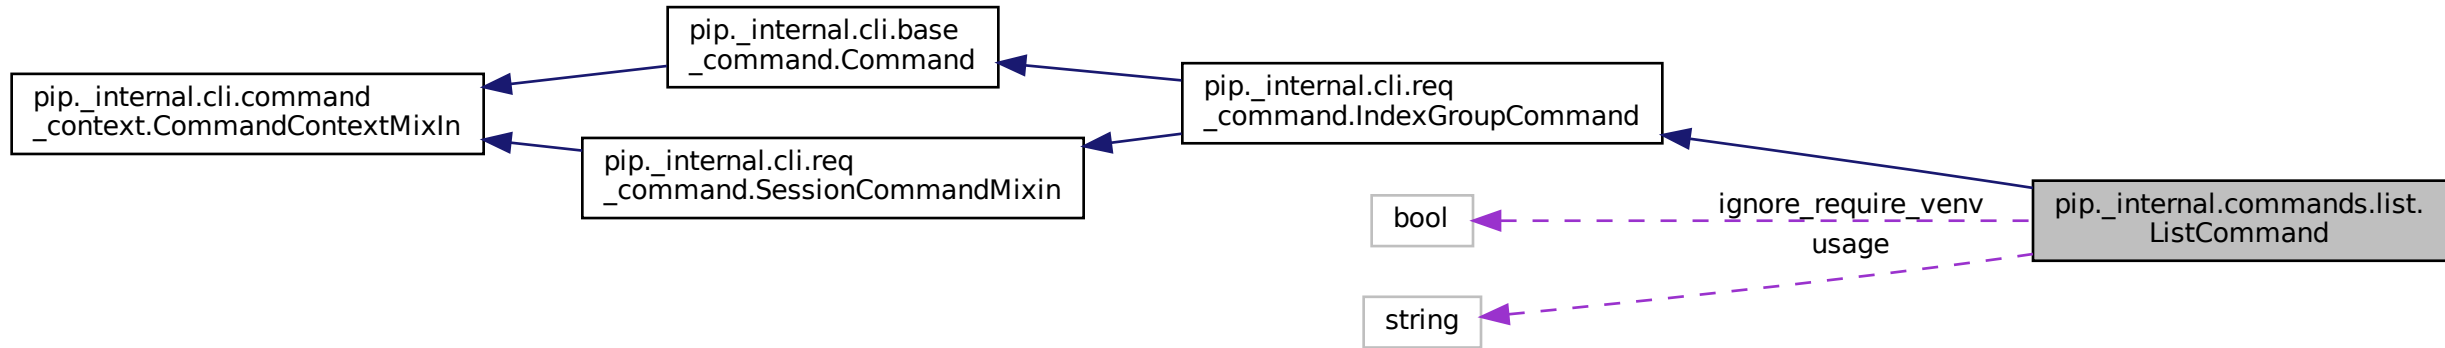 pip._internal.cli.base
_command.Command
pip._internal.cli.command
_context.CommandContextMixIn
pip._internal.cli.req
_command.IndexGroupCommand
pip._internal.cli.req
_command.SessionCommandMixin
ignore_require_venv
bool
usage
pip._internal.commands.list.
ListCommand
string